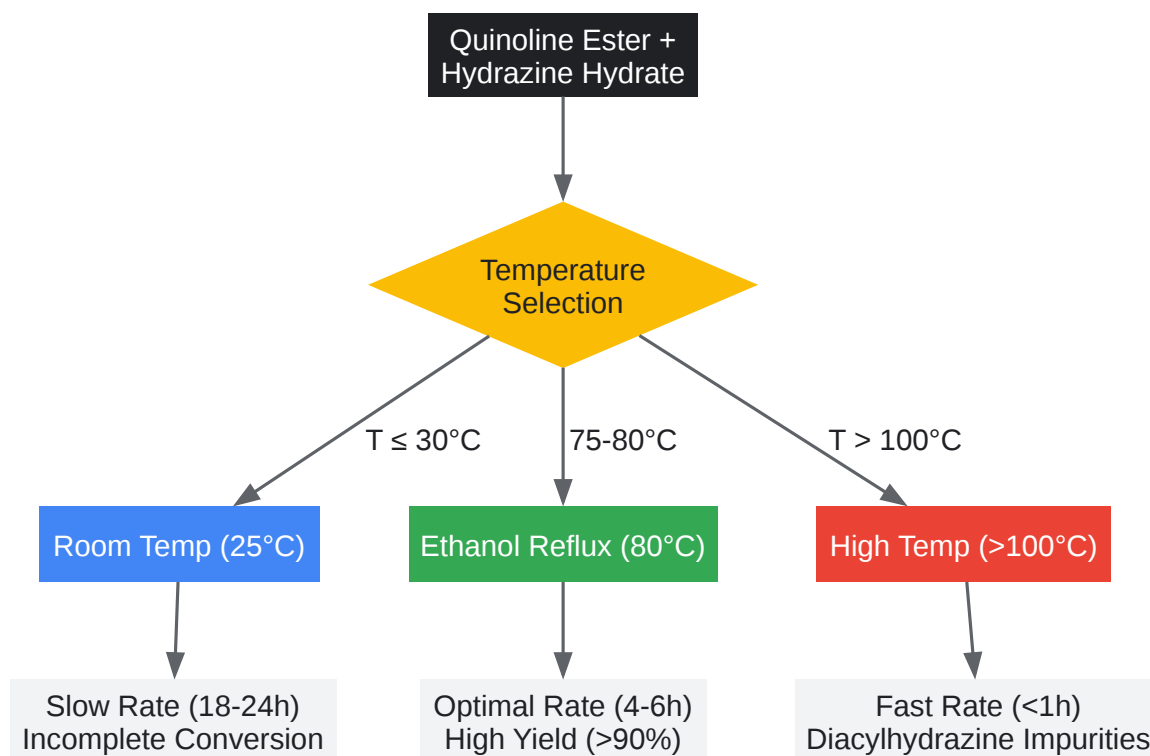 Quinoline Ester +
Hydrazine Hydrate
Temperature
Selection
T ≤ 30°C
75-80°C
T > 100°C
Room Temp (25°C)
Ethanol Reflux (80°C)
High Temp (>100°C)
Slow Rate (18-24h)
Incomplete Conversion
Optimal Rate (4-6h)
High Yield (>90%)
Fast Rate (<1h)
Diacylhydrazine Impurities